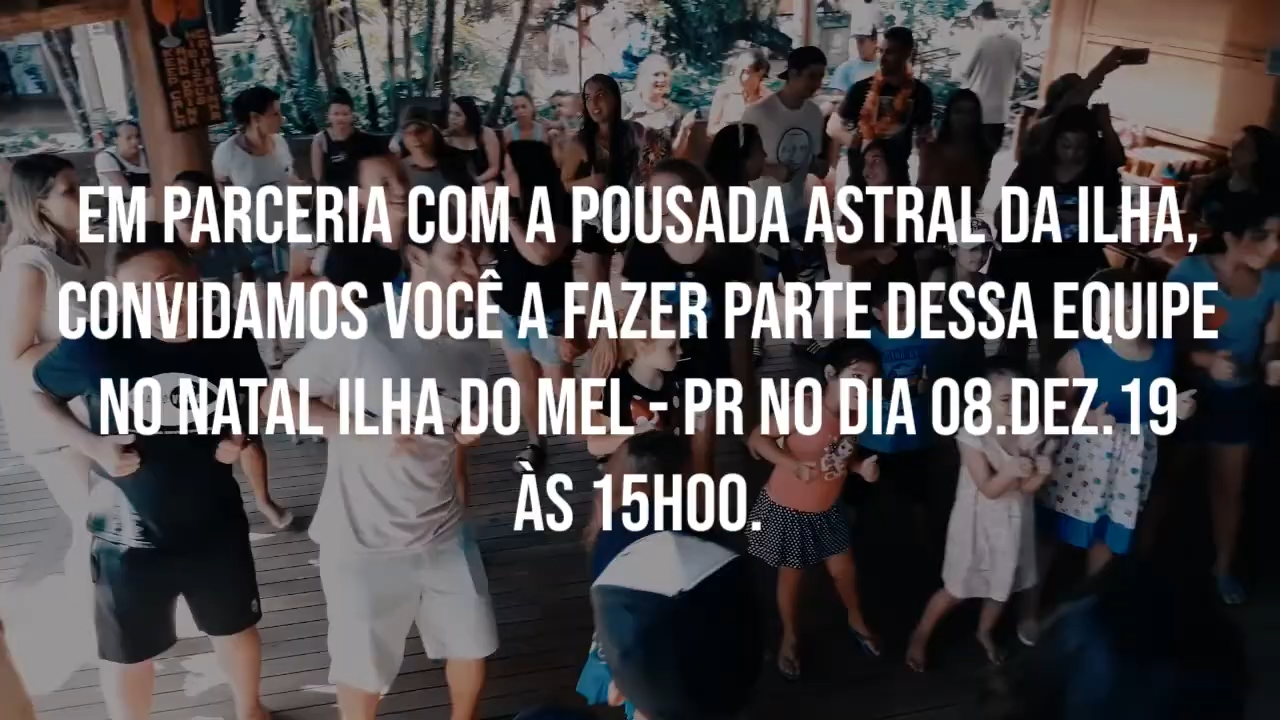 EM PARCERIA COM A POUSADA ASTRAL DA ILHA,
CONVIDAMOS VOCÊ A FAZER PARTE DESSA EQUIPE
NO NATAL ILHA DO MEL - PR NO DIA 08.DEZ.19
ÀS 15H00.